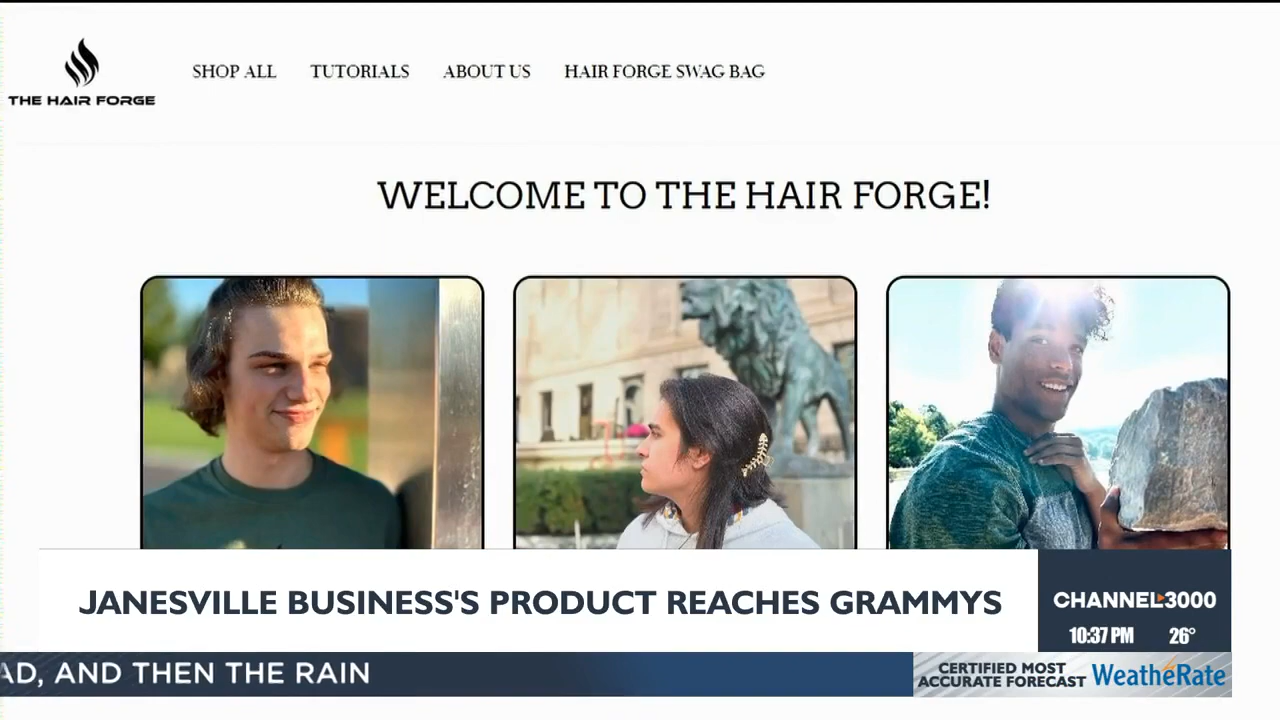 THE HAIR FORGE
SHOP ALL TUTORIALS ABOUT US HAIR FORGE SWAG BAG
WELCOME TO THE HAIR FORGE!
JANESVILLE BUSINESS'S PRODUCT REACHES GRAMMYS
CHANNEL3000
10:37 PM 26°
AD, AND THEN THE RAIN
CERTIFIED MOST
ACCURATE FORECAST
WeatheRate